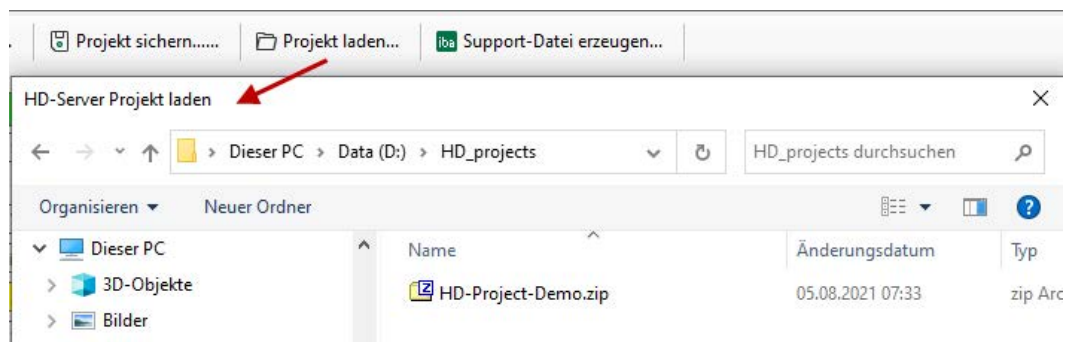 Projekt sichern...... Projekt laden... iba Support-Datei erzeugen...
HD-Server Projekt laden
Dieser PC > Data (D:) > HD_projects HD_projects durchsuchen
Organisieren Neuer Ordner
Dieser PC Name Änderungsdatum Typ
3D-Objekte HD-Project-Demo.zip 05.08.2021 07:33 zip Arc
Bilder